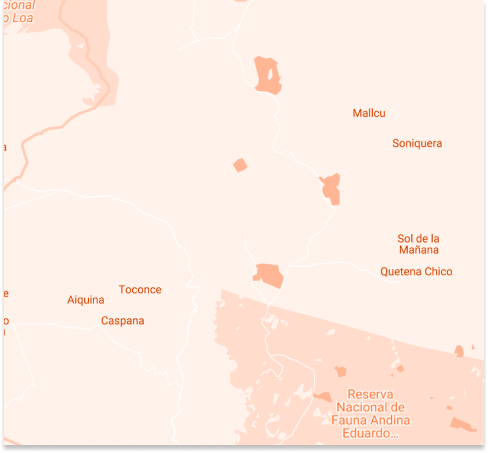 cional
o Loa
Mallcu
Soniquera
a
Sol de la
Mañana
Quetena Chico
e
Toconce
Aiquina
o
Caspana
Reserva
Nacional de
Fauna Andina
Eduardo...